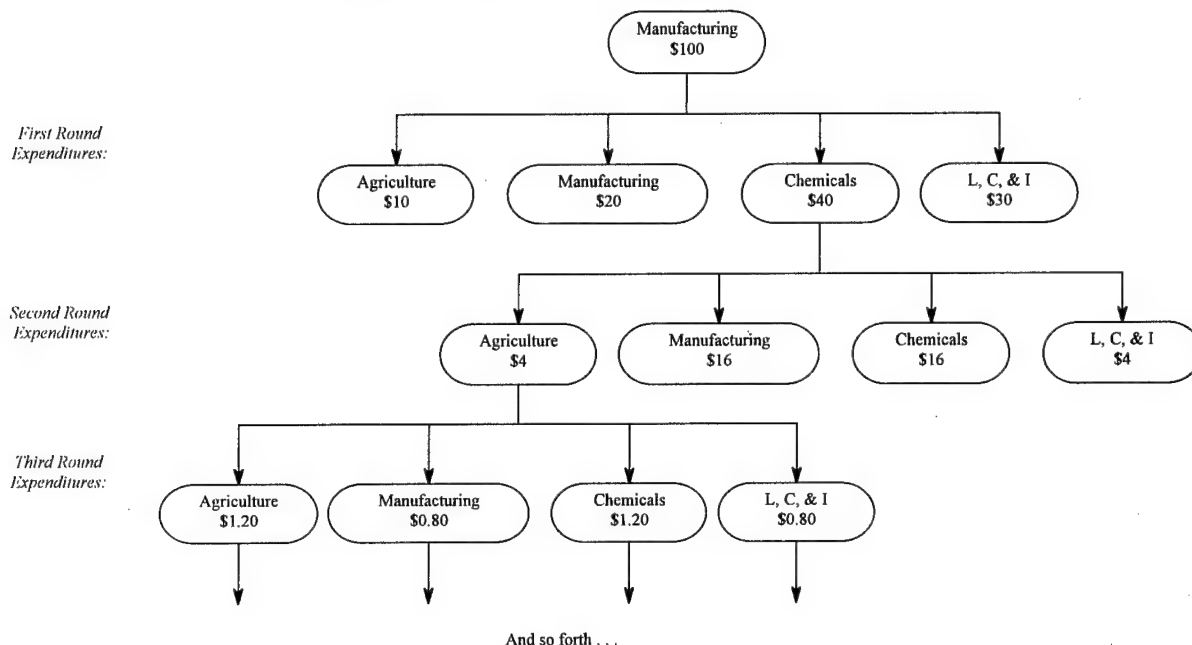 Manufacturing
$100
First Round
Expenditures:
Agriculture
$10
Manufacturing
$20
Chemicals
$40
L, C, & I
$30
Second Round
Expenditures:
Agriculture
$4
Manufacturing
$16
Chemicals
$16
L, C, & I
$4
Third Round
Expenditures:
Agriculture
$1.20
Manufacturing
$0.80
Chemicals
$1.20
L, C, & I
$0.80
And so forth . . .